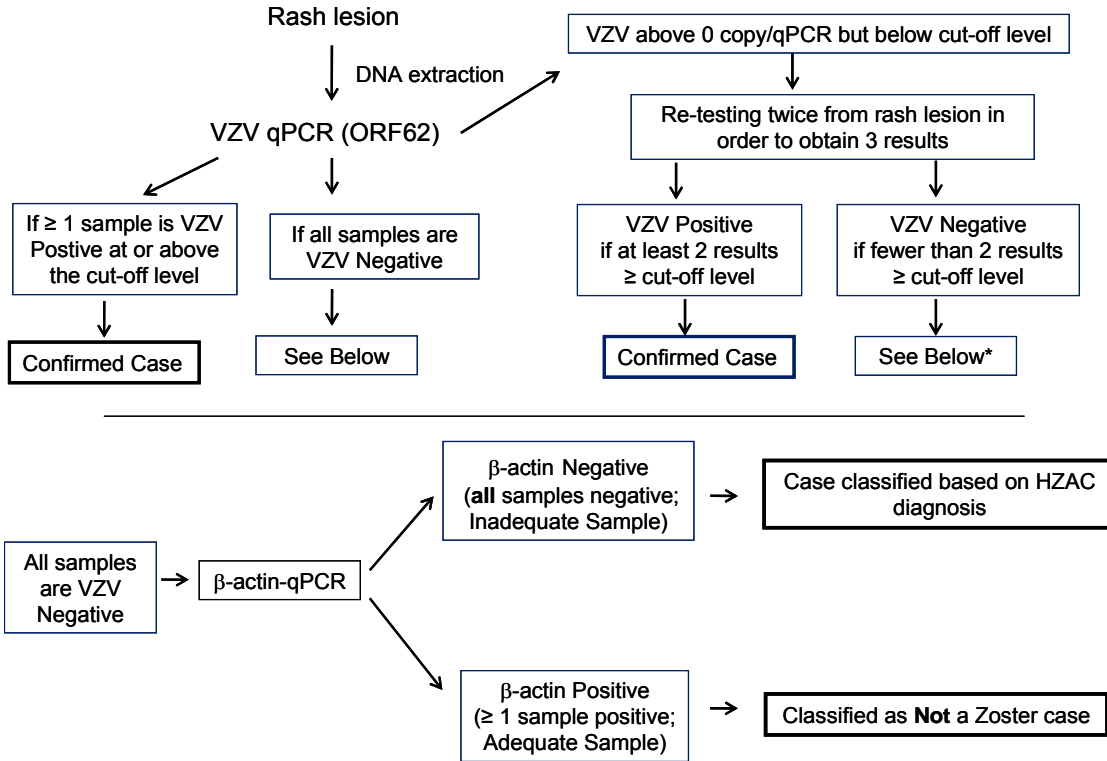 Rash lesion
DNA extraction
VZV qPCR (ORF62)
VZV above 0 copy/qPCR but below cut-off level
Re-testing twice from rash lesion in
order to obtain 3 results
If ≥ 1 sample is VZV
Postive at or above
the cut-off level
If all samples are
VZV Negative
VZV Positive
if at least 2 results
≥ cut-off level
VZV Negative
if fewer than 2 results
≥ cut-off level
Confirmed Case
See Below
Confirmed Case
See Below*
All samples
are VZV
Negative
β-actin-qPCR
β-actin Negative
(all samples negative;
Inadequate Sample)
Case classified based on HZAC
diagnosis
β-actin Positive
(≥ 1 sample positive;
Adequate Sample)
Classified as Not a Zoster case